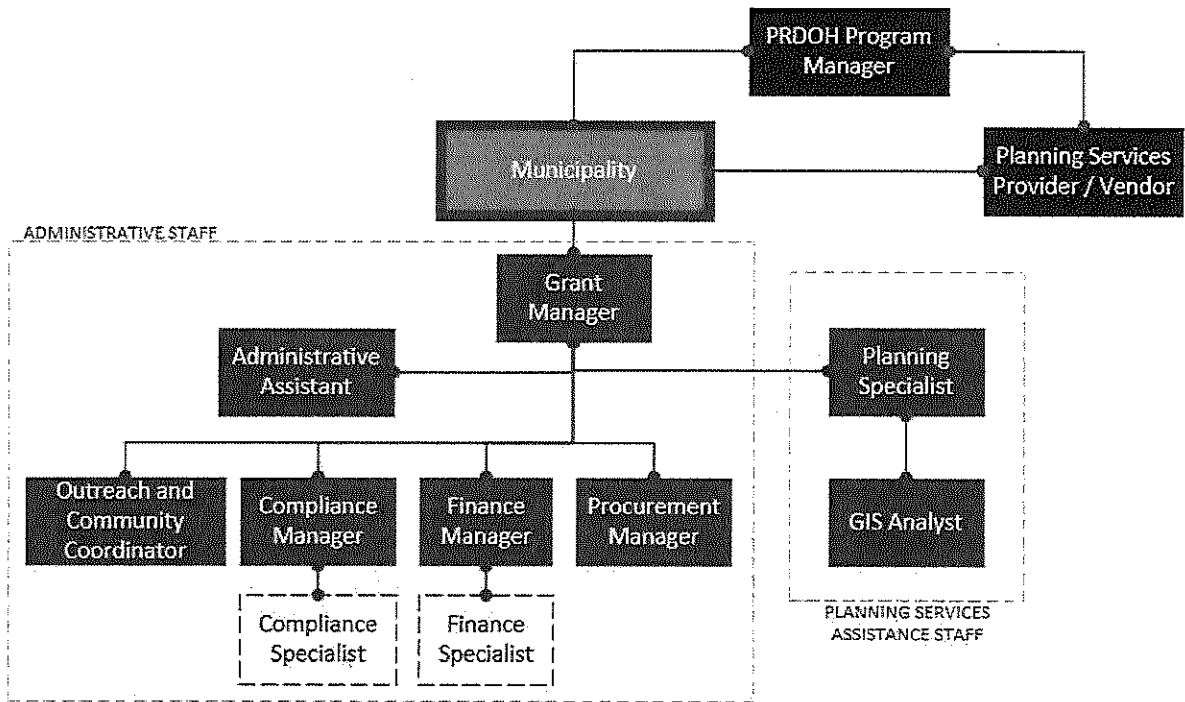 PRDOH Program
Manager
Municipality
Planning Services
Provider / Vendor
ADMINISTRATIVE STAFF
Grant
Manager
Administrative
Assistant
Planning
Specialist
Outreach and
Community
Coordinator
Compliance
Manager
Finance
Manager
Procurement
Manager
GIS Analyst
Compliance
Specialist
Finance
Specialist
PLANNING SERVICES
ASSISTANCE STAFF